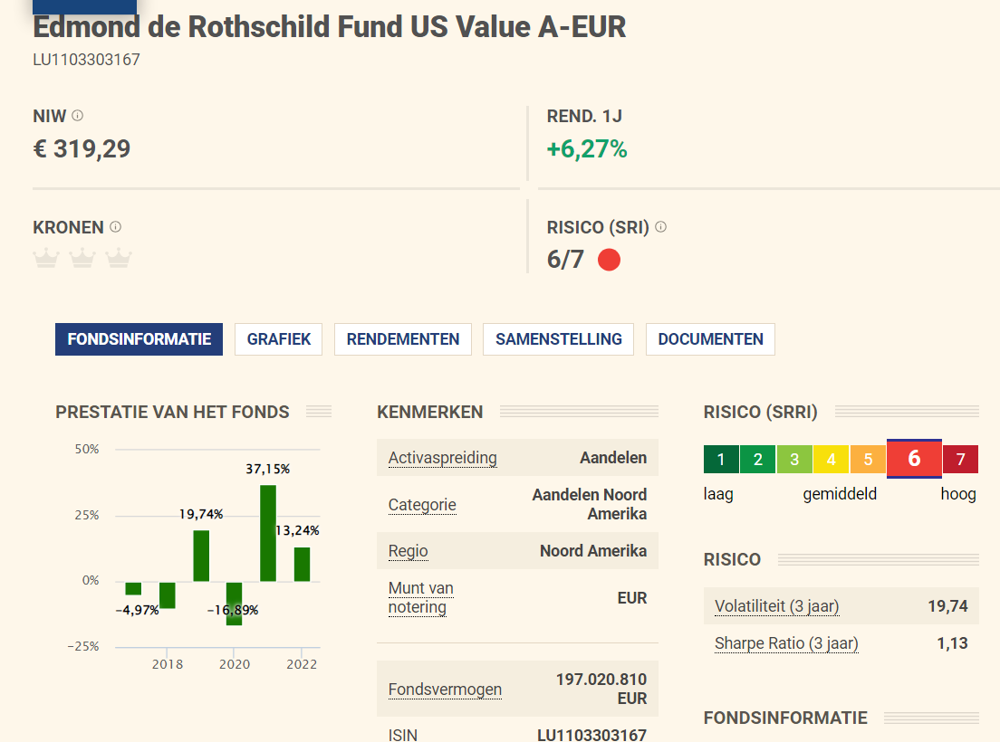 Edmond de Rothschild Fund US Value A-EUR
LU1103303167
NIW
€ 319,29
REND. 1J
+6,27%
KRONEN
RISICO (SRI)
6/7
FONDSINFORMATIE
GRAFIEK
RENDEMENTEN
SAMENSTELLING
DOCUMENTEN
PRESTATIE VAN HET FONDS
50%
25%
0%
−25%
−4,97%
19,74%
−16,89%
37,15%
13,24%
2018
2020
2022
KENMERKEN
Activaspreiding Aandelen
Categorie Aandelen Noord
Amerika
Regio Noord Amerika
Munt van
notering EUR
Fondsvermogen 197.020.810
EUR
ISIN LU1103303167
RISICO (SRRI)
1 2 3 4 5 6 7
laag gemiddeld hoog
RISICO
Volatiliteit (3 jaar) 19,74
Sharpe Ratio (3 jaar) 1,13
FONDSINFORMATIE